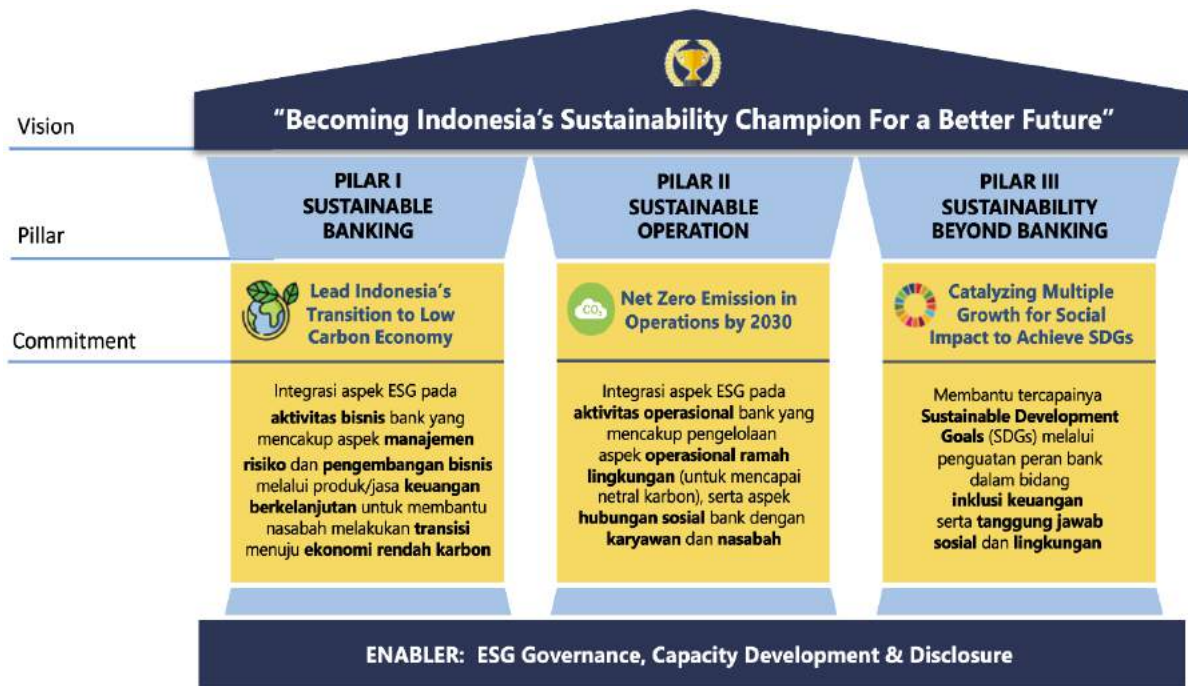 Vision
"Becoming Indonesia's Sustainability Champion For a Better Future"
Pillar
PILAR I
SUSTAINABLE
BANKING
PILAR II
SUSTAINABLE
OPERATION
PILAR III
SUSTAINABILITY
BEYOND BANKING
Commitment
Lead Indonesia's
Transition to Low
Carbon Economy
CO₂
Net Zero Emission in
Operations by 2030
Catalyzing Multiple
Growth for Social
Impact to Achieve SDGs
Integrasi aspek ESG pada
aktivitas bisnis bank yang
mencakup aspek manajemen
risiko dan pengembangan bisnis
melalui produk/jasa keuangan
berkelanjutan untuk membantu
nasabah melakukan transisi
menuju ekonomi rendah karbon
Integrasi aspek ESG pada
aktivitas operasional bank yang
mencakup pengelolaan
aspek operasional ramah
lingkungan (untuk mencapai
netral karbon), serta aspek
hubungan sosial bank dengan
karyawan dan nasabah
Membantu tercapainya
Sustainable Development
Goals (SDGs) melalui
penguatan peran bank
dalam bidang
inklusi keuangan
serta tanggung jawab
sosial dan lingkungan
ENABLER: ESG Governance, Capacity Development & Disclosure